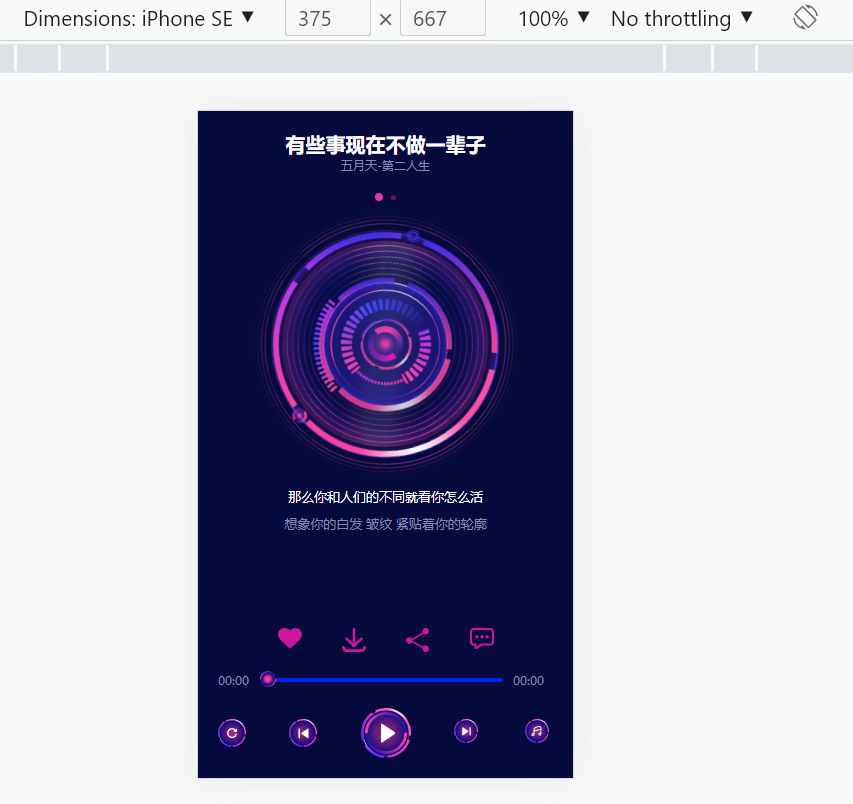 Dimensions: iPhone SE ▼ 375 × 667 100% ▼ No throttling ▼
有些事现在不做一辈子
五月天-第二人生
那么你和人们的不同就看你怎么活
想象你的白发 皱纹 紧贴着你的轮廓
00:00 00:00